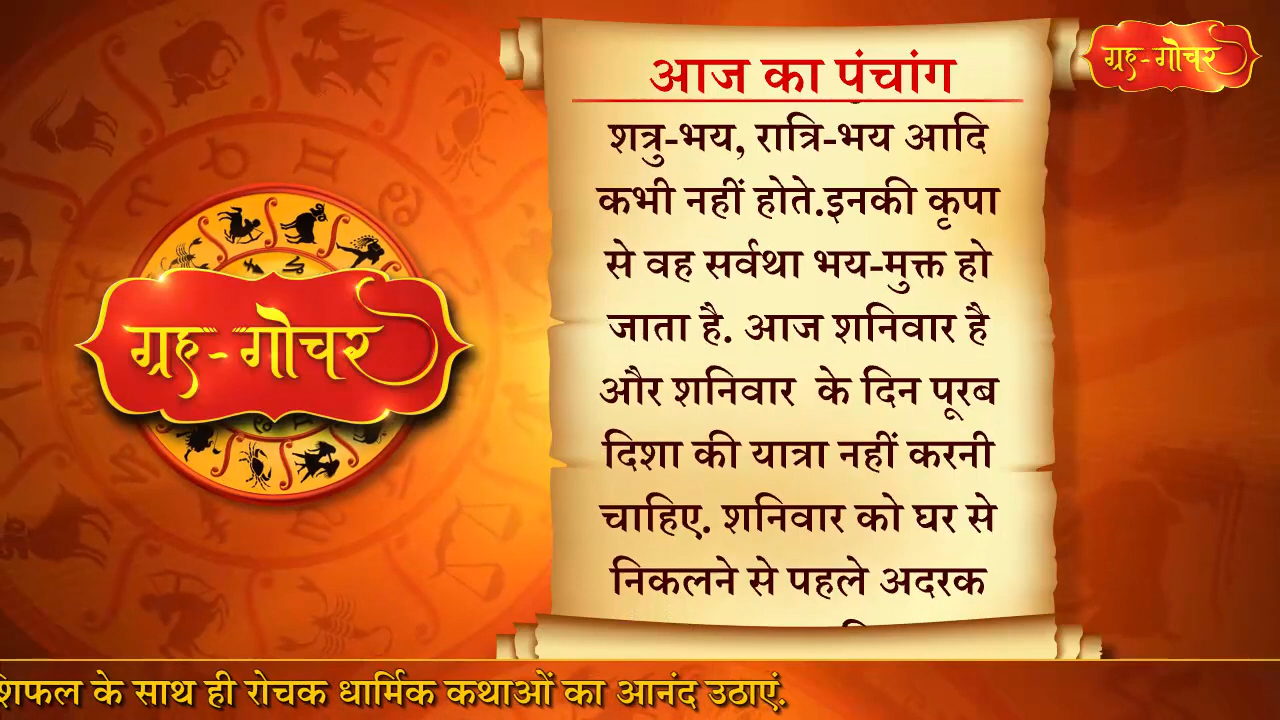 आज का पंचांग
ग्रह-गोचर
शत्रु-भय, रात्रि-भय आदि
कभी नहीं होते.इनकी कृपा
से वह सर्वथा भय-मुक्त हो
जाता है. आज शनिवार है
और शनिवार  के दिन पूरब
दिशा की यात्रा नहीं करनी
चाहिए. शनिवार को घर से
निकलने से पहले अदरक
ग्रह-गोचर
के साथ ही रोचक धार्मिक कथाओं का आनंद उठाएं.